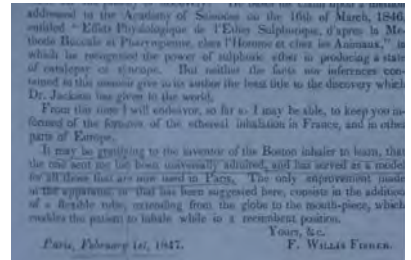 addressed to the Academy of Sciences on the 16th of March, 1846,
entitled "Effets Physiologique de l'Ether Sulphurique, d'apres la Me-
thode Buccale et Pharyngienne, chez l'Homme et chez les Animaux," in
which he recognised the power of sulphuric ether in producing a state
of catalepsy or syncope. But neither the facts nor inferences con-
tained in this memoir give to its author the least title to the discovery which
Dr. Jackson has given to the world.
From this time I will endeavor, so far as I may be able, to keep you in-
formed of the fortunes of the ethereal inhalation in France, and in other
parts of Europe.
It may be gratifying to the inventor of the Boston inhaler to learn, that
the one sent me has been universally admired, and has served as a model
for all those that are now used in Paris. The only improvement made
in the apparatus, or that has been suggested here, consists in the addition
of a flexible tube, extending from the globe to the mouth-piece, which
enables the patient to inhale while in a recumbent position.
Yours, &c.
Paris, February 1st, 1847. F. Willis Fisher.